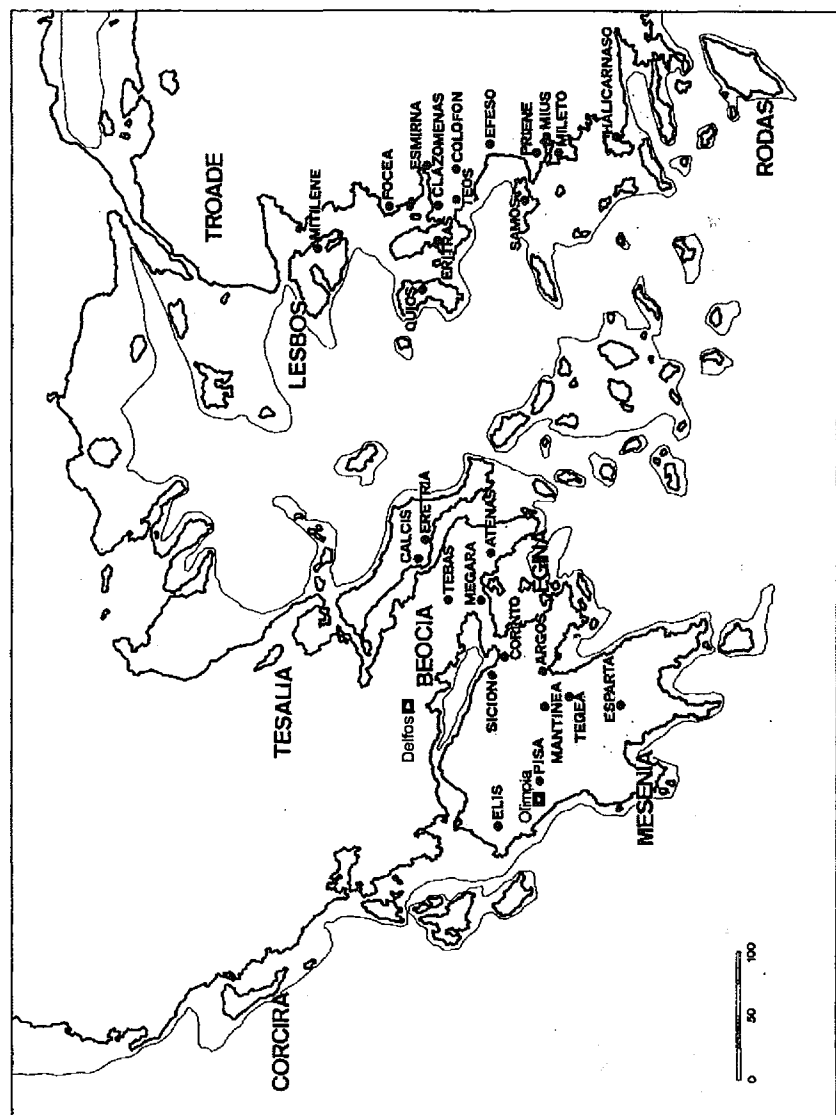 CORCIRA
TESALIA
TROADE
LESBOS
MITILENE
FOCEA
ESMIRNA
CLAZOMENAS
COLOFON
QUIOS
ERITRAS
TEOS
EFESO
Delfos
BEOCIA
CALCIS
ERETRIA
TEBAS
MEGARA
ATENAS
ELIS
SICION
CORINTO
EGINA
SAMOS
PRIENE
MIUS
MILETO
Olimpia
PISA
MANTINEA
ARGOS
TEGEA
ESPARTA
HALICARNASO
MESENIA
RODAS
0 50 100